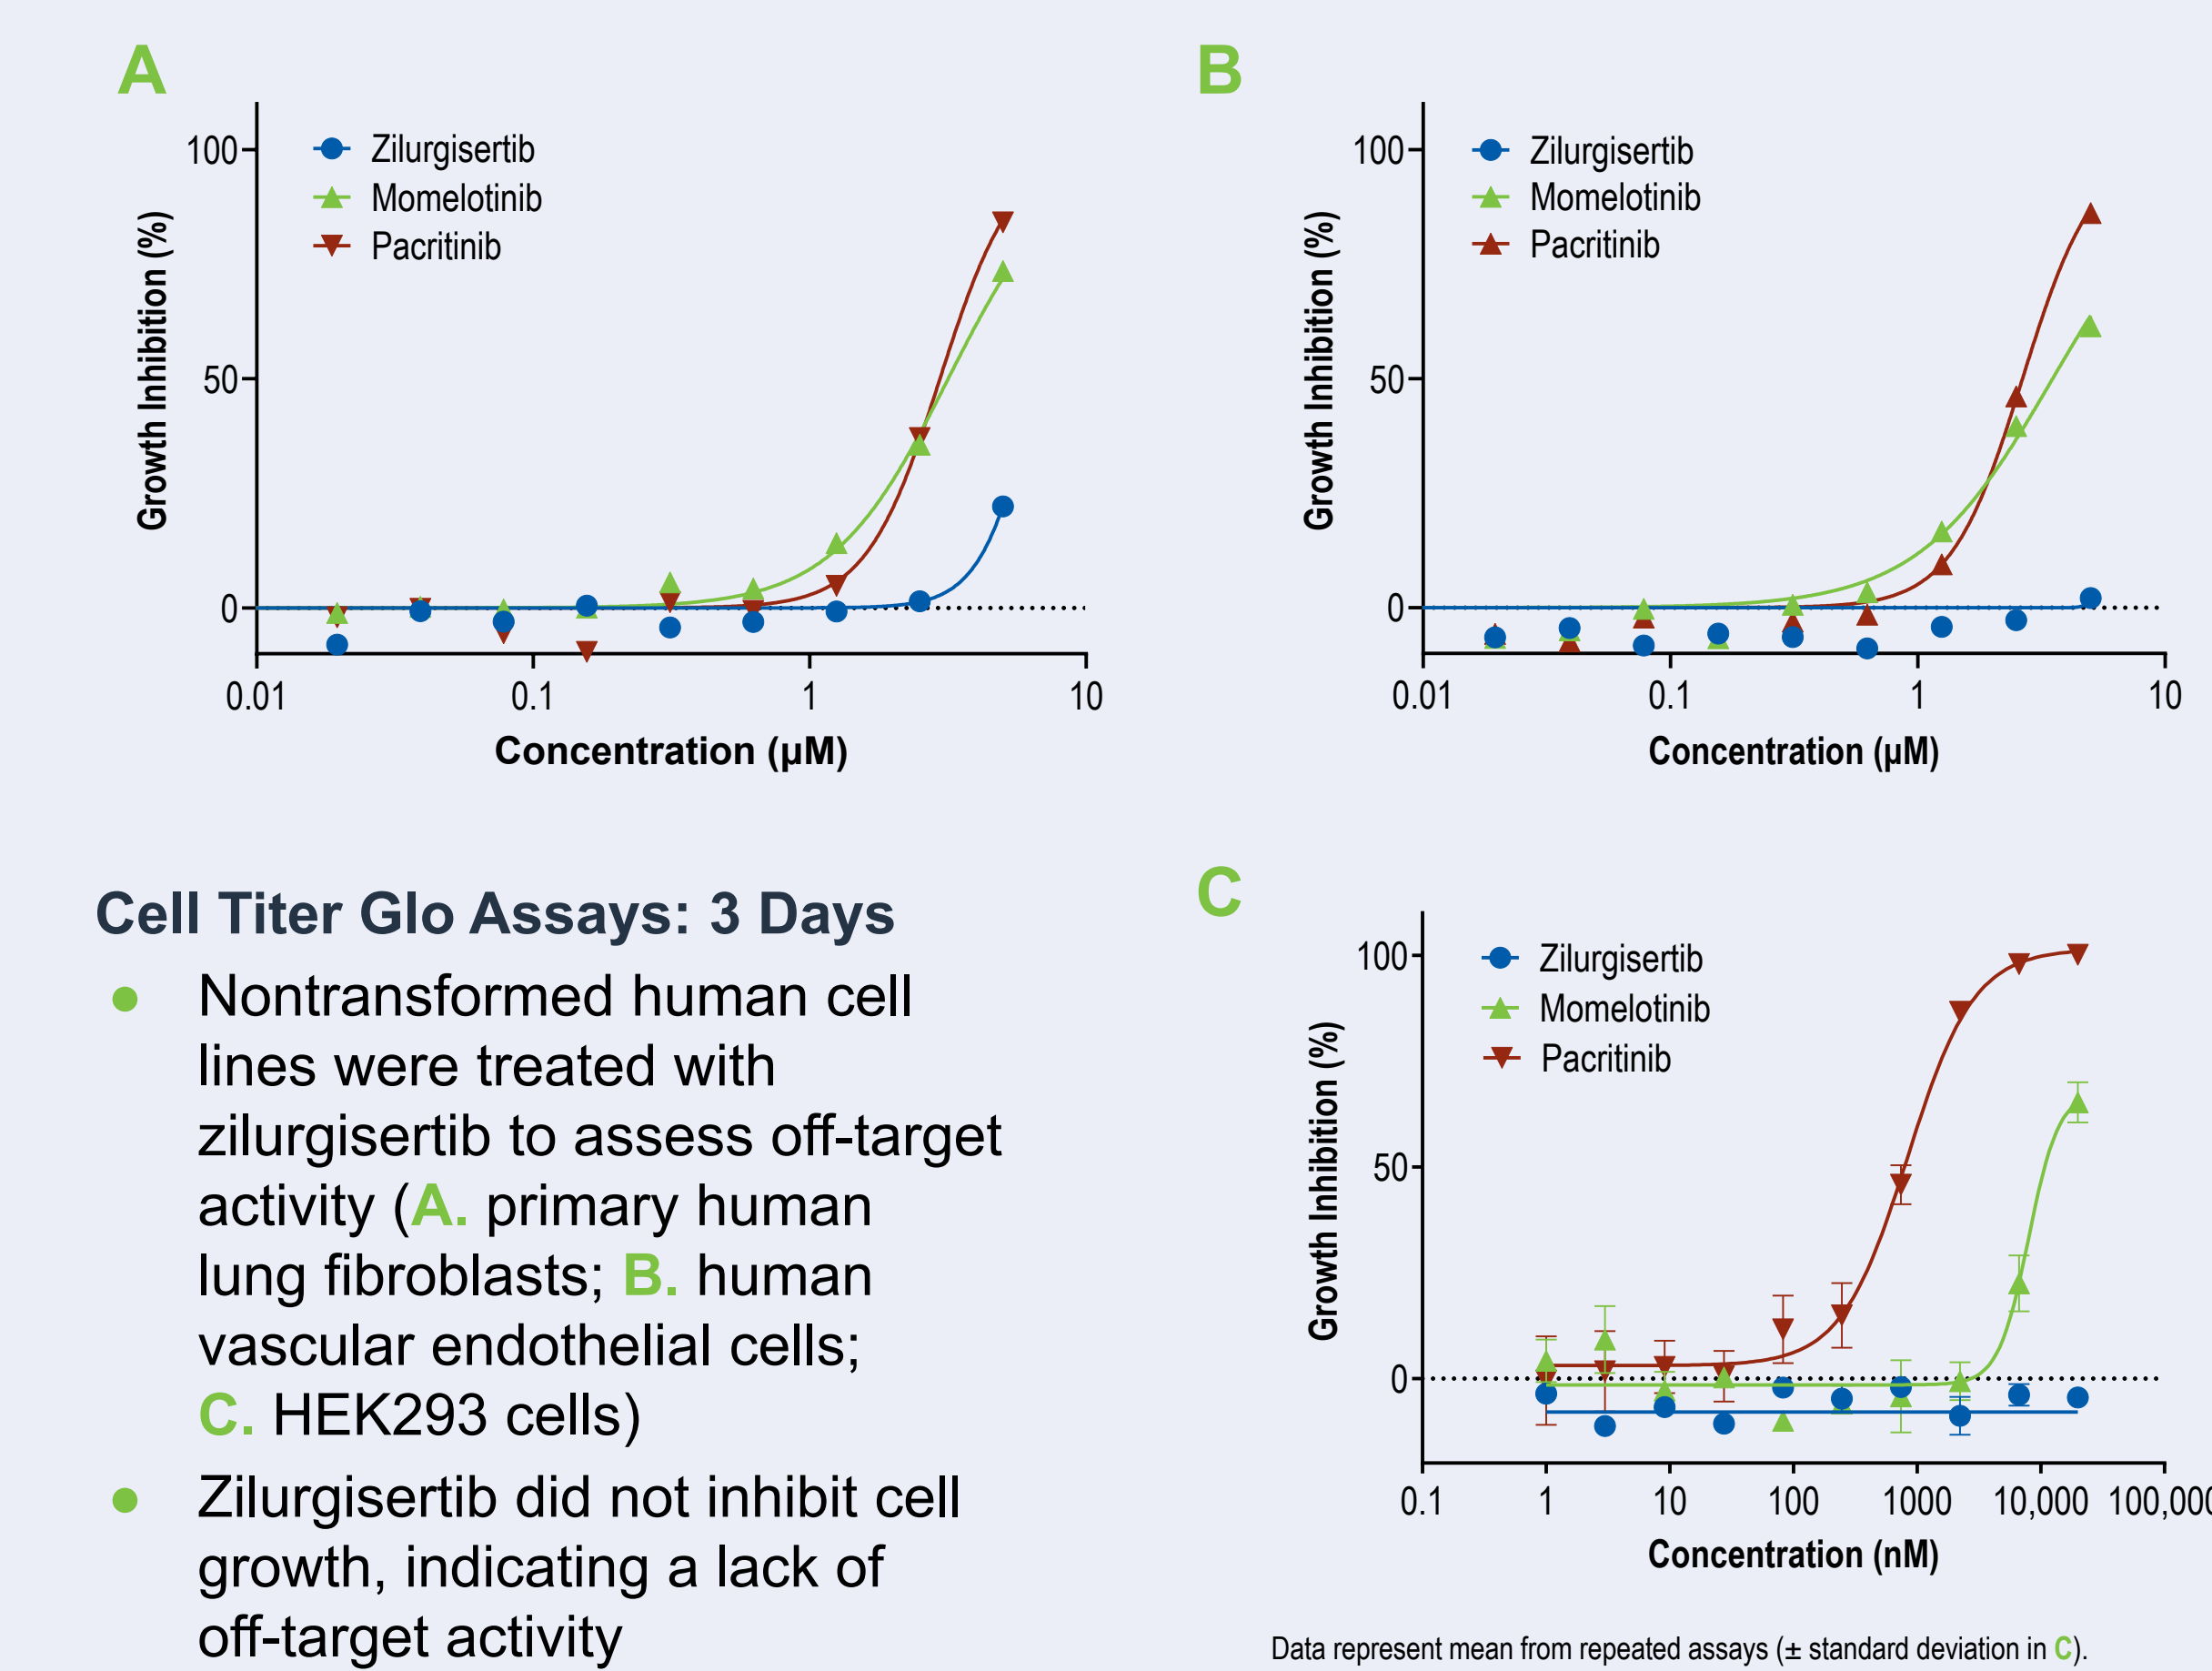 A
100
50
0
Growth Inhibition (%)
Zilurgisertib
Momelotinib
Pacritinib
0.01
0.1
1
10
Concentration (µM)
B
100
50
0
Growth Inhibition (%)
Zilurgisertib
Momelotinib
Pacritinib
0.01
0.1
1
10
Concentration (µM)
Cell Titer Glo Assays: 3 Days
● Nontransformed human cell
lines were treated with
zilurgisertib to assess off-target
activity (A. primary human
lung fibroblasts; B. human
vascular endothelial cells;
C. HEK293 cells)
● Zilurgisertib did not inhibit cell
growth, indicating a lack of
off-target activity
C
100
50
0
Growth Inhibition (%)
Zilurgisertib
Momelotinib
Pacritinib
0.1
1
10
100
1000
10,000
100,000
Concentration (nM)
Data represent mean from repeated assays (± standard deviation in C).